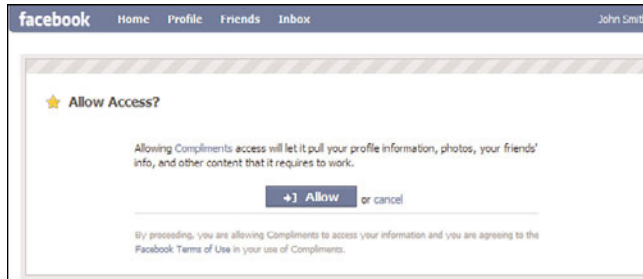 facebook Home Profile Friends Inbox John Smit
Allow Access?
Allowing Compliments access will let it pull your profile information, photos, your friends'
info, and other content that it requires to work.
Allow or cancel
By proceeding, you are allowing Compliments to access your information and you are agreeing to the
Facebook Terms of Use in your use of Compliments.